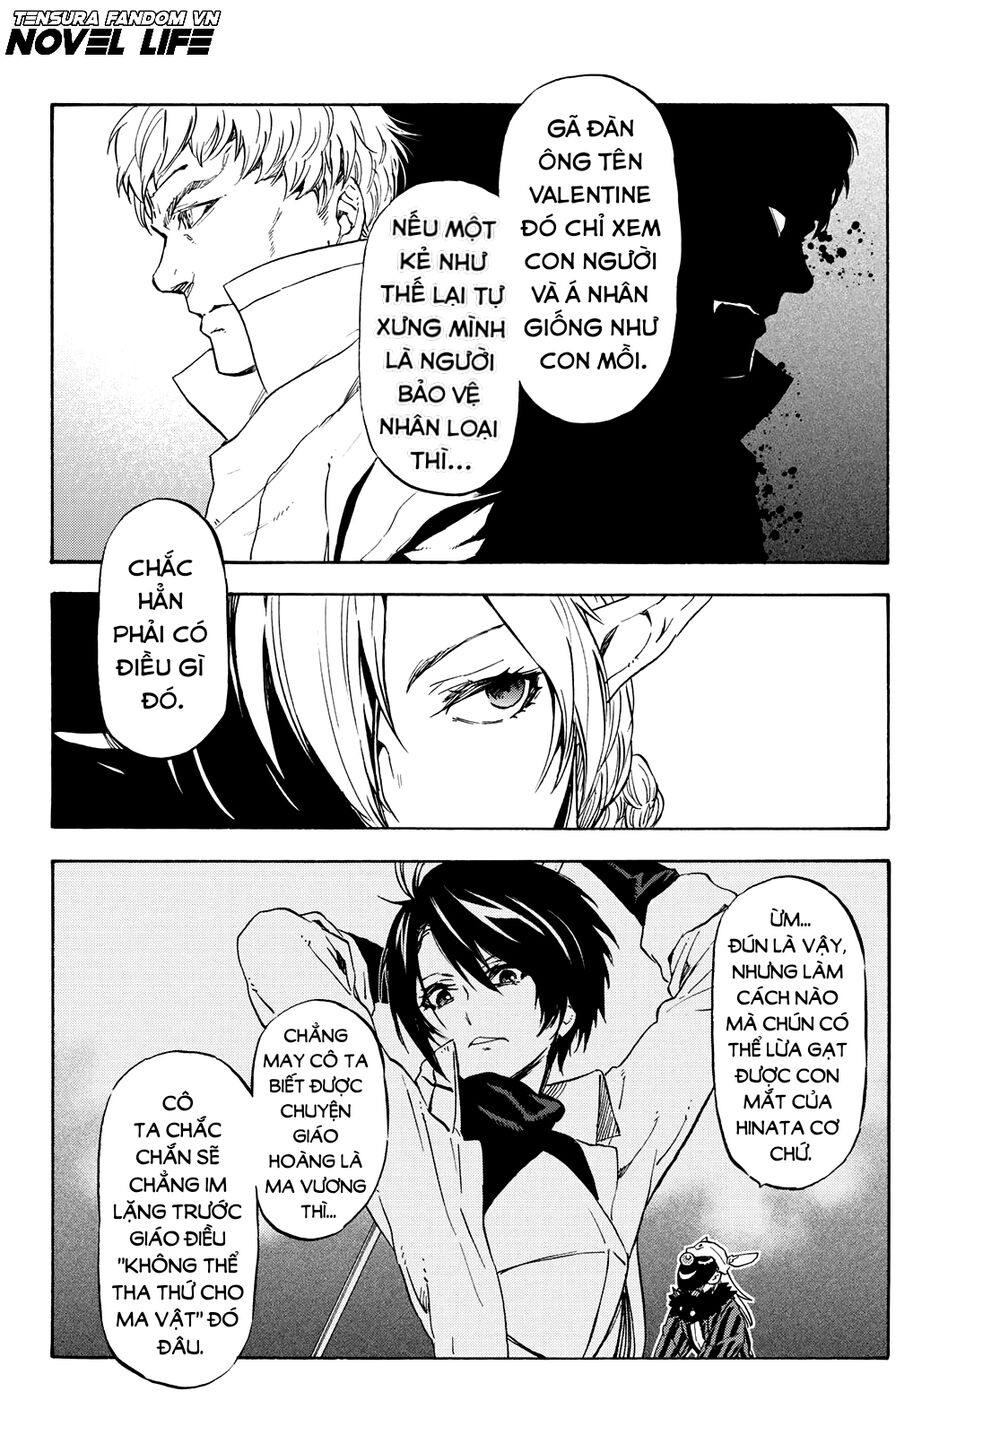 TENSURA FANDOM VN
NOVEL LIFE
GÃ ĐÀN
ÔNG TÊN
VALENTINE
ĐÓ CHỈ XEM
CON NGƯỜI
VÀ Á NHÂN
GIỐNG NHƯ
CON MỒI.
NẾU MỘT
KẺ NHƯ
THẾ LẠI TỰ
XƯNG MÌNH
LÀ NGƯỜI
BẢO VỆ
NHÂN LOẠI
THÌ...
CHẮC
HẲN
PHẢI CÓ
ĐIỀU GÌ
ĐÓ.
ỪM...
ĐÚN LÀ VẬY,
NHƯNG LÀM
CÁCH NÀO
MÀ CHÚN CÓ
THỂ LỪA GẠT
ĐƯỢC CON
MẮT CỦA
HINATA CƠ
CHỨ.
CHẲNG
MAY CÔ TA
BIẾT ĐƯỢC
CHUYỆN
GIÁO
HOÀNG LÀ
MA VƯƠNG
THÌ...
CÔ
TA CHẮC
CHẮN SẼ
CHẲNG IM
LẶNG TRƯỚC
GIÁO ĐIỀU
"KHÔNG THỂ
THA THỨ CHO
MA VẬT" ĐÓ
ĐÂU.